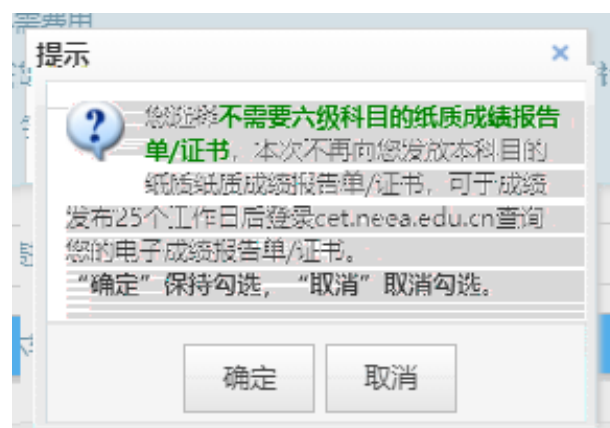 需费用
提示
您选择不需要六级科目的纸质成绩报告
单/证书，本次不再向您发放本科目的
纸质纸质成绩报告单/证书，可于成绩
发布25个工作日后登录cet.neea.edu.cn查询
您的电子成绩报告单/证书。
“确定”保持勾选，“取消”取消勾选。
确定
取消